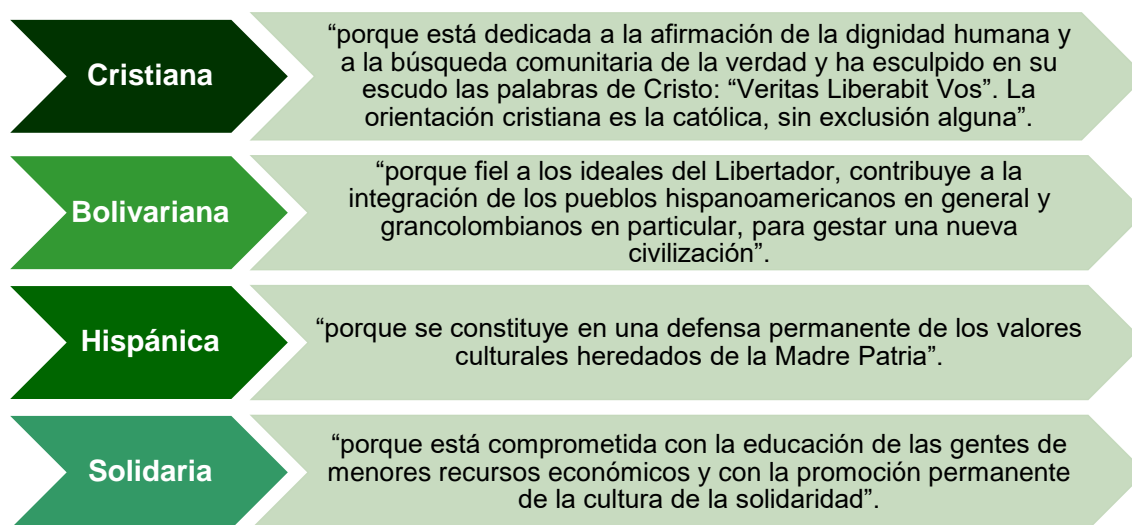 Cristiana
“porque está dedicada a la afirmación de la dignidad humana y
a la búsqueda comunitaria de la verdad y ha esculpido en su
escudo las palabras de Cristo: “Veritas Liberabit Vos”. La
orientación cristiana es la católica, sin exclusión alguna”.
Bolivariana
“porque fiel a los ideales del Libertador, contribuye a la
integración de los pueblos hispanoamericanos en general y
grancolombianos en particular, para gestar una nueva
civilización”.
Hispánica
“porque se constituye en una defensa permanente de los valores
culturales heredados de la Madre Patria”.
Solidaria
“porque está comprometida con la educación de las gentes de
menores recursos económicos y con la promoción permanente
de la cultura de la solidaridad”.